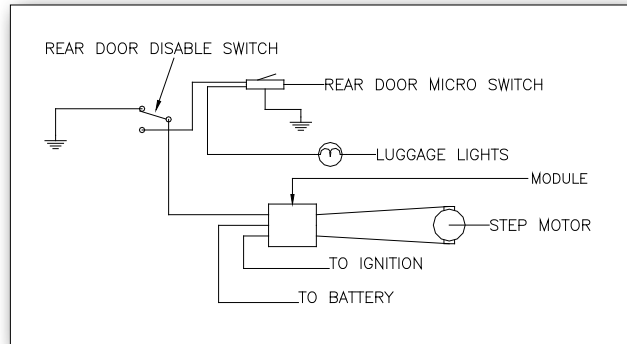 REAR DOOR DISABLE SWITCH
REAR DOOR MICRO SWITCH
LUGGAGE LIGHTS
MODULE
STEP MOTOR
TO IGNITION
TO BATTERY